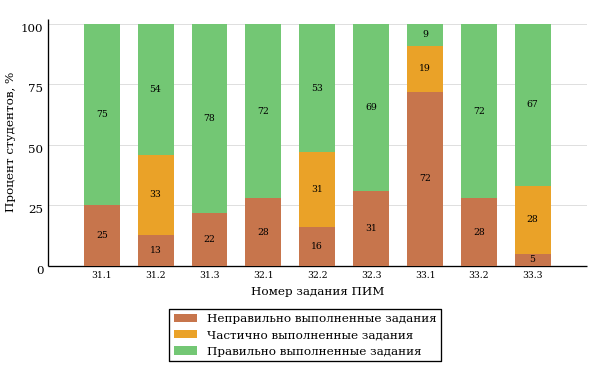 Процент студентов, %
100
75
50
25
0
75 54 78 72 53 69 9 72 67
33 31 19 28
25 13 22 28 16 31 72 28 5
31.1 31.2 31.3 32.1 32.2 32.3 33.1 33.2 33.3
Номер задания ПИМ
Неправильно выполненные задания
Частично выполненные задания
Правильно выполненные задания